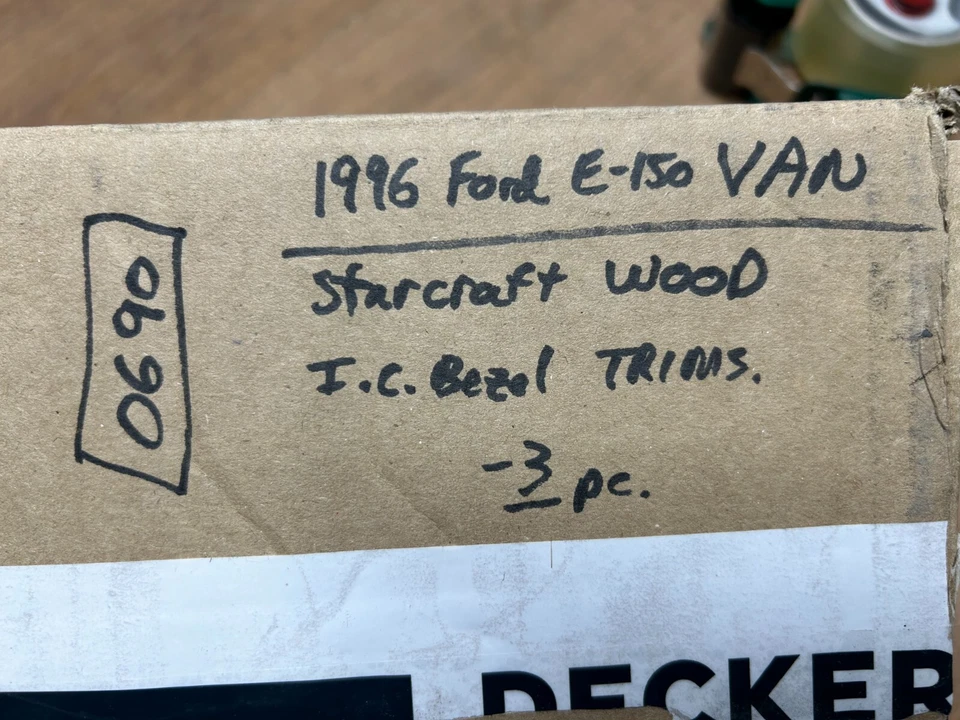 1996 Ford E-150 VAN
Starcraft WOOD
I.C. Bezel TRIMS.
-3 pc.
0690
DECKER